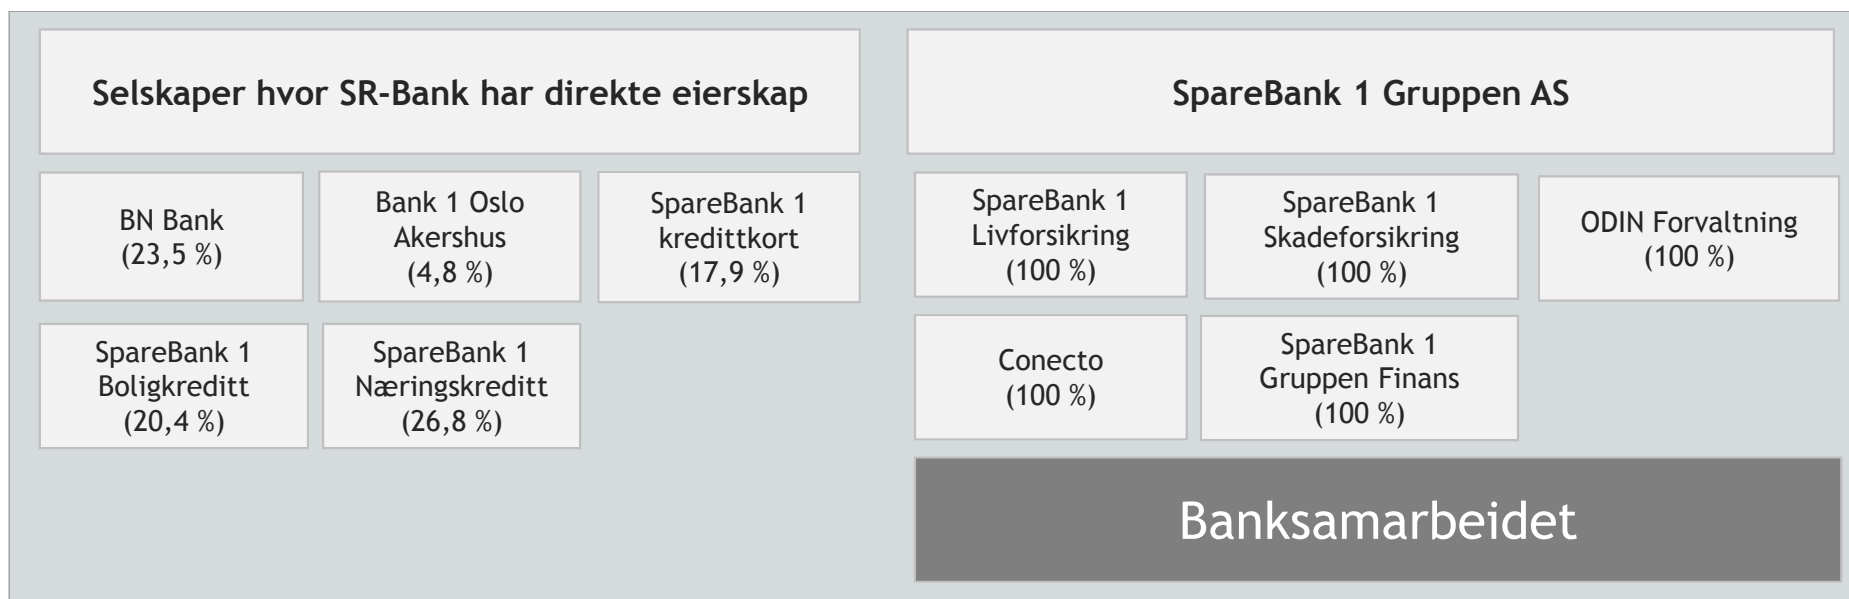 Selskaper hvor SR-Bank har direkte eierskap
BN Bank
(23,5 %)
Bank 1 Oslo
Akershus
(4,8 %)
SpareBank 1
kredittkort
(17,9 %)
SpareBank 1
Boligkreditt
(20,4 %)
SpareBank 1
Næringskreditt
(26,8 %)
SpareBank 1 Gruppen AS
SpareBank 1
Livforsikring
(100 %)
SpareBank 1
Skadeforsikring
(100 %)
ODIN Forvaltning
(100 %)
Conecto
(100 %)
SpareBank 1
Gruppen Finans
(100 %)
Banksamarbeidet